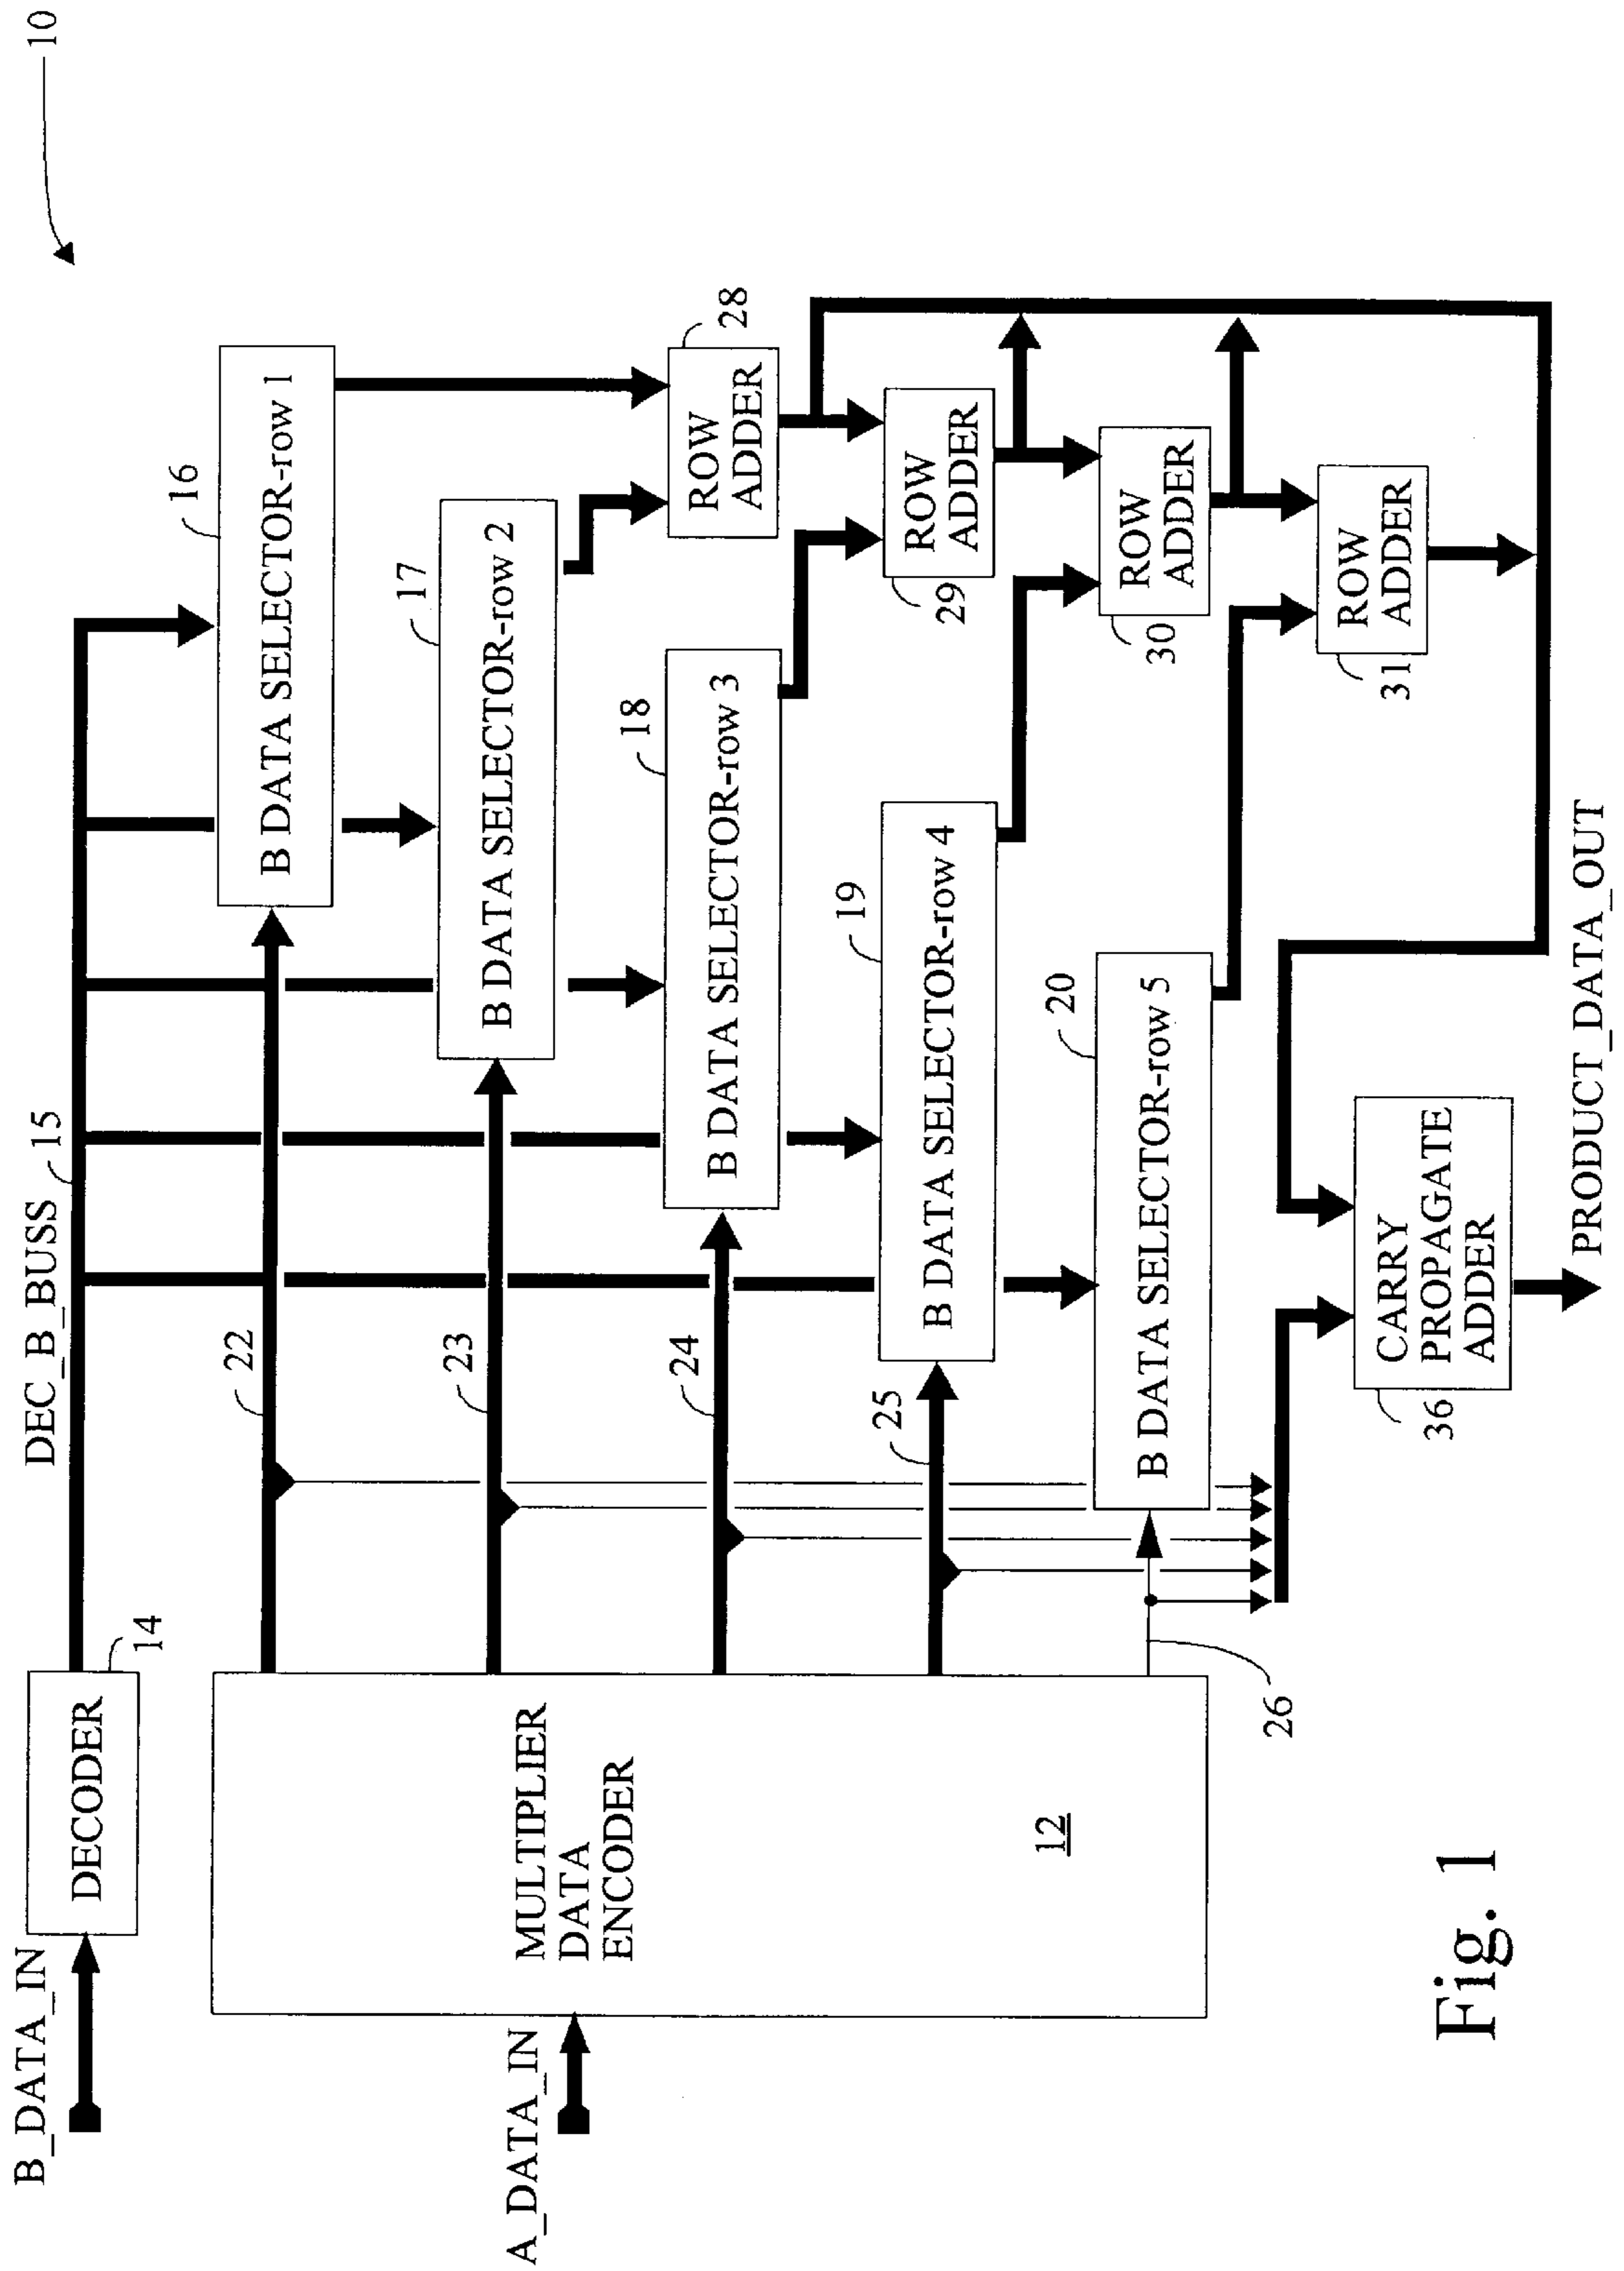 10
B_DATA_IN
DECODER
14
DEC_B_BUSS
15
A_DATA_IN
MULTIPLIER
DATA
ENCODER
12
22
23
24
25
26
16
B DATA SELECTOR-row 1
17
B DATA SELECTOR-row 2
18
B DATA SELECTOR-row 3
19
B DATA SELECTOR-row 4
20
B DATA SELECTOR-row 5
28
ROW
ADDER
29
ROW
ADDER
30
ROW
ADDER
31
ROW
ADDER
36
CARRY
PROPAGATE
ADDER
PRODUCT_DATA_OUT
Fig. 1